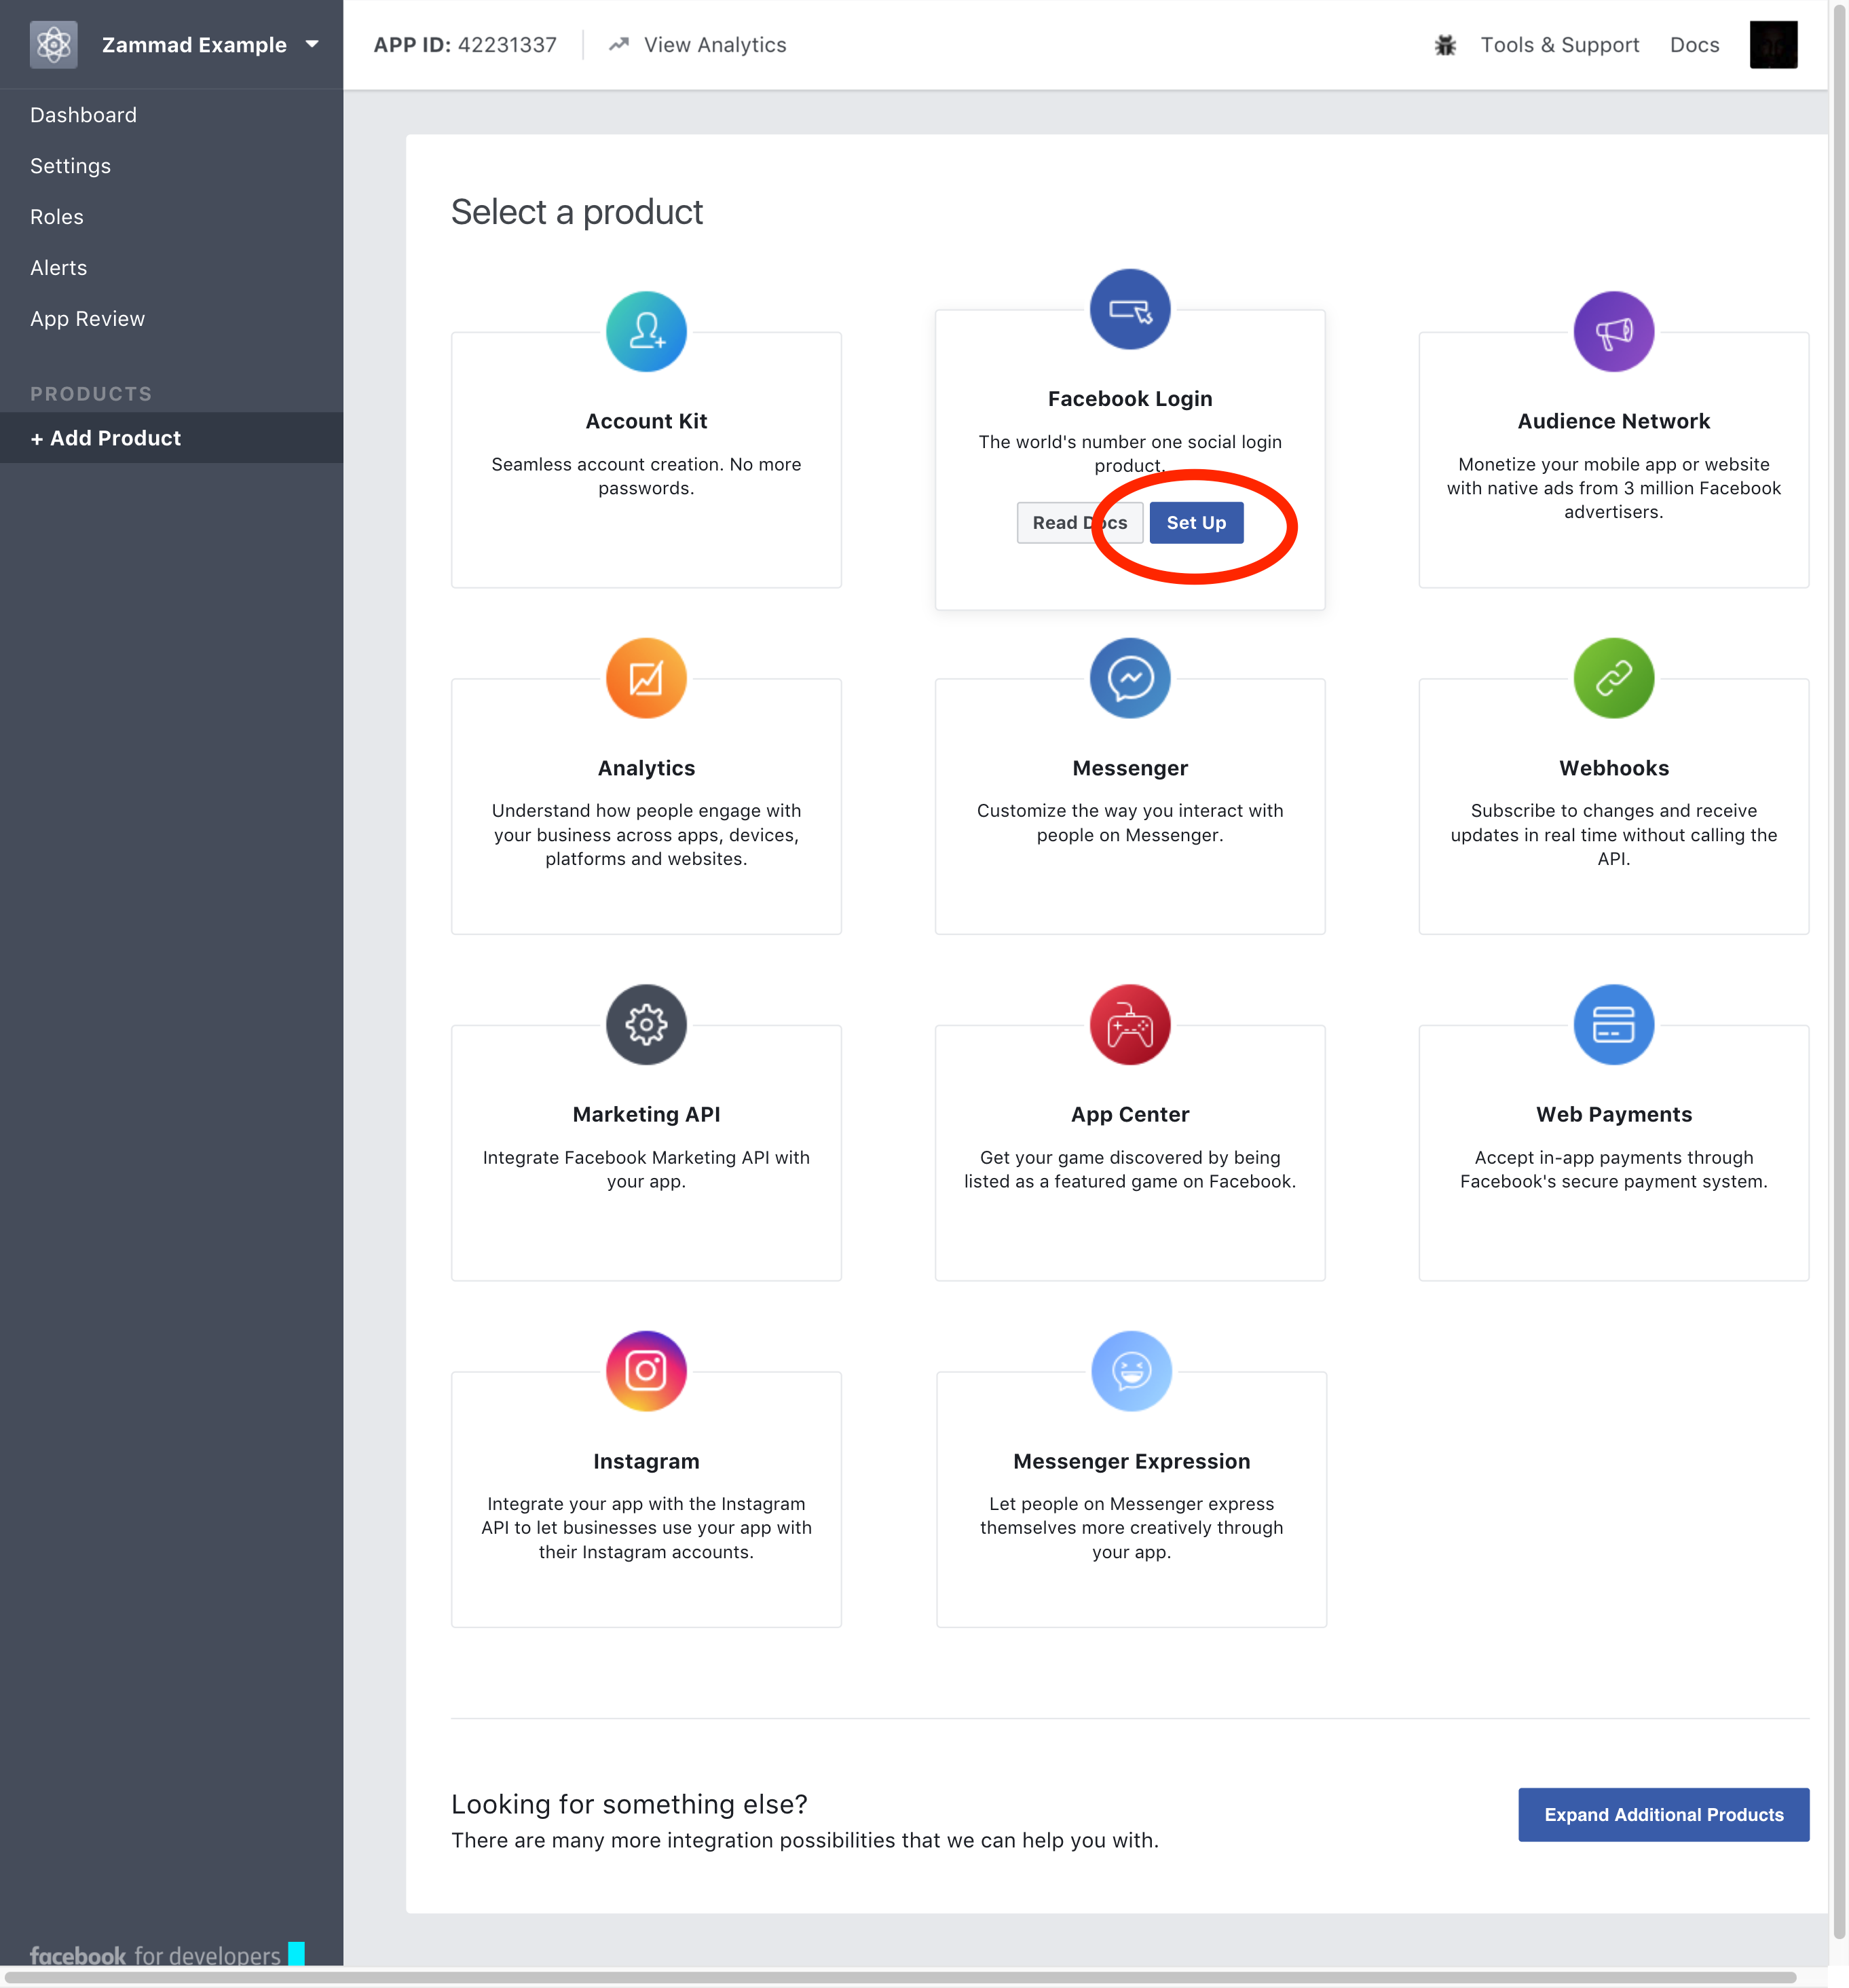 Zammad Example
APP ID: 42231337
View Analytics
Tools & Support
Docs
Dashboard
Settings
Roles
Alerts
App Review
PRODUCTS
+ Add Product
Select a product
Account Kit
Seamless account creation. No more
passwords.
Facebook Login
The world's number one social login
product.
Read Docs
Set Up
Audience Network
Monetize your mobile app or website
with native ads from 3 million Facebook
advertisers.
Analytics
Understand how people engage with
your business across apps, devices,
platforms and websites.
Messenger
Customize the way you interact with
people on Messenger.
Webhooks
Subscribe to changes and receive
updates in real time without calling the
API.
Marketing API
Integrate Facebook Marketing API with
your app.
App Center
Get your game discovered by being
listed as a featured game on Facebook.
Web Payments
Accept in-app payments through
Facebook's secure payment system.
Instagram
Integrate your app with the Instagram
API to let businesses use your app with
their Instagram accounts.
Messenger Expression
Let people on Messenger express
themselves more creatively through
your app.
Looking for something else?
There are many more integration possibilities that we can help you with.
Expand Additional Products
facebook for developers